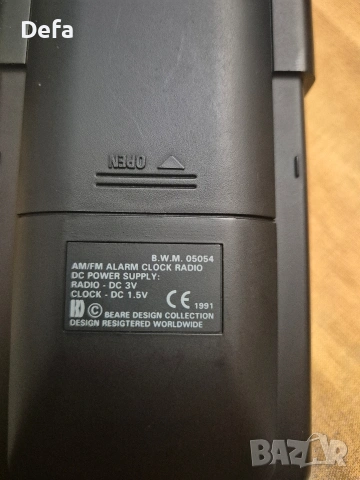 Defa
OPEN
B.W.M. 05054
AM/FM ALARM CLOCK RADIO
DC POWER SUPPLY:
RADIO - DC 3V
CLOCK - DC 1.5V
CE 1991
© BEARE DESIGN COLLECTION
DESIGN RESIGTERED WORLDWIDE
BAZAR